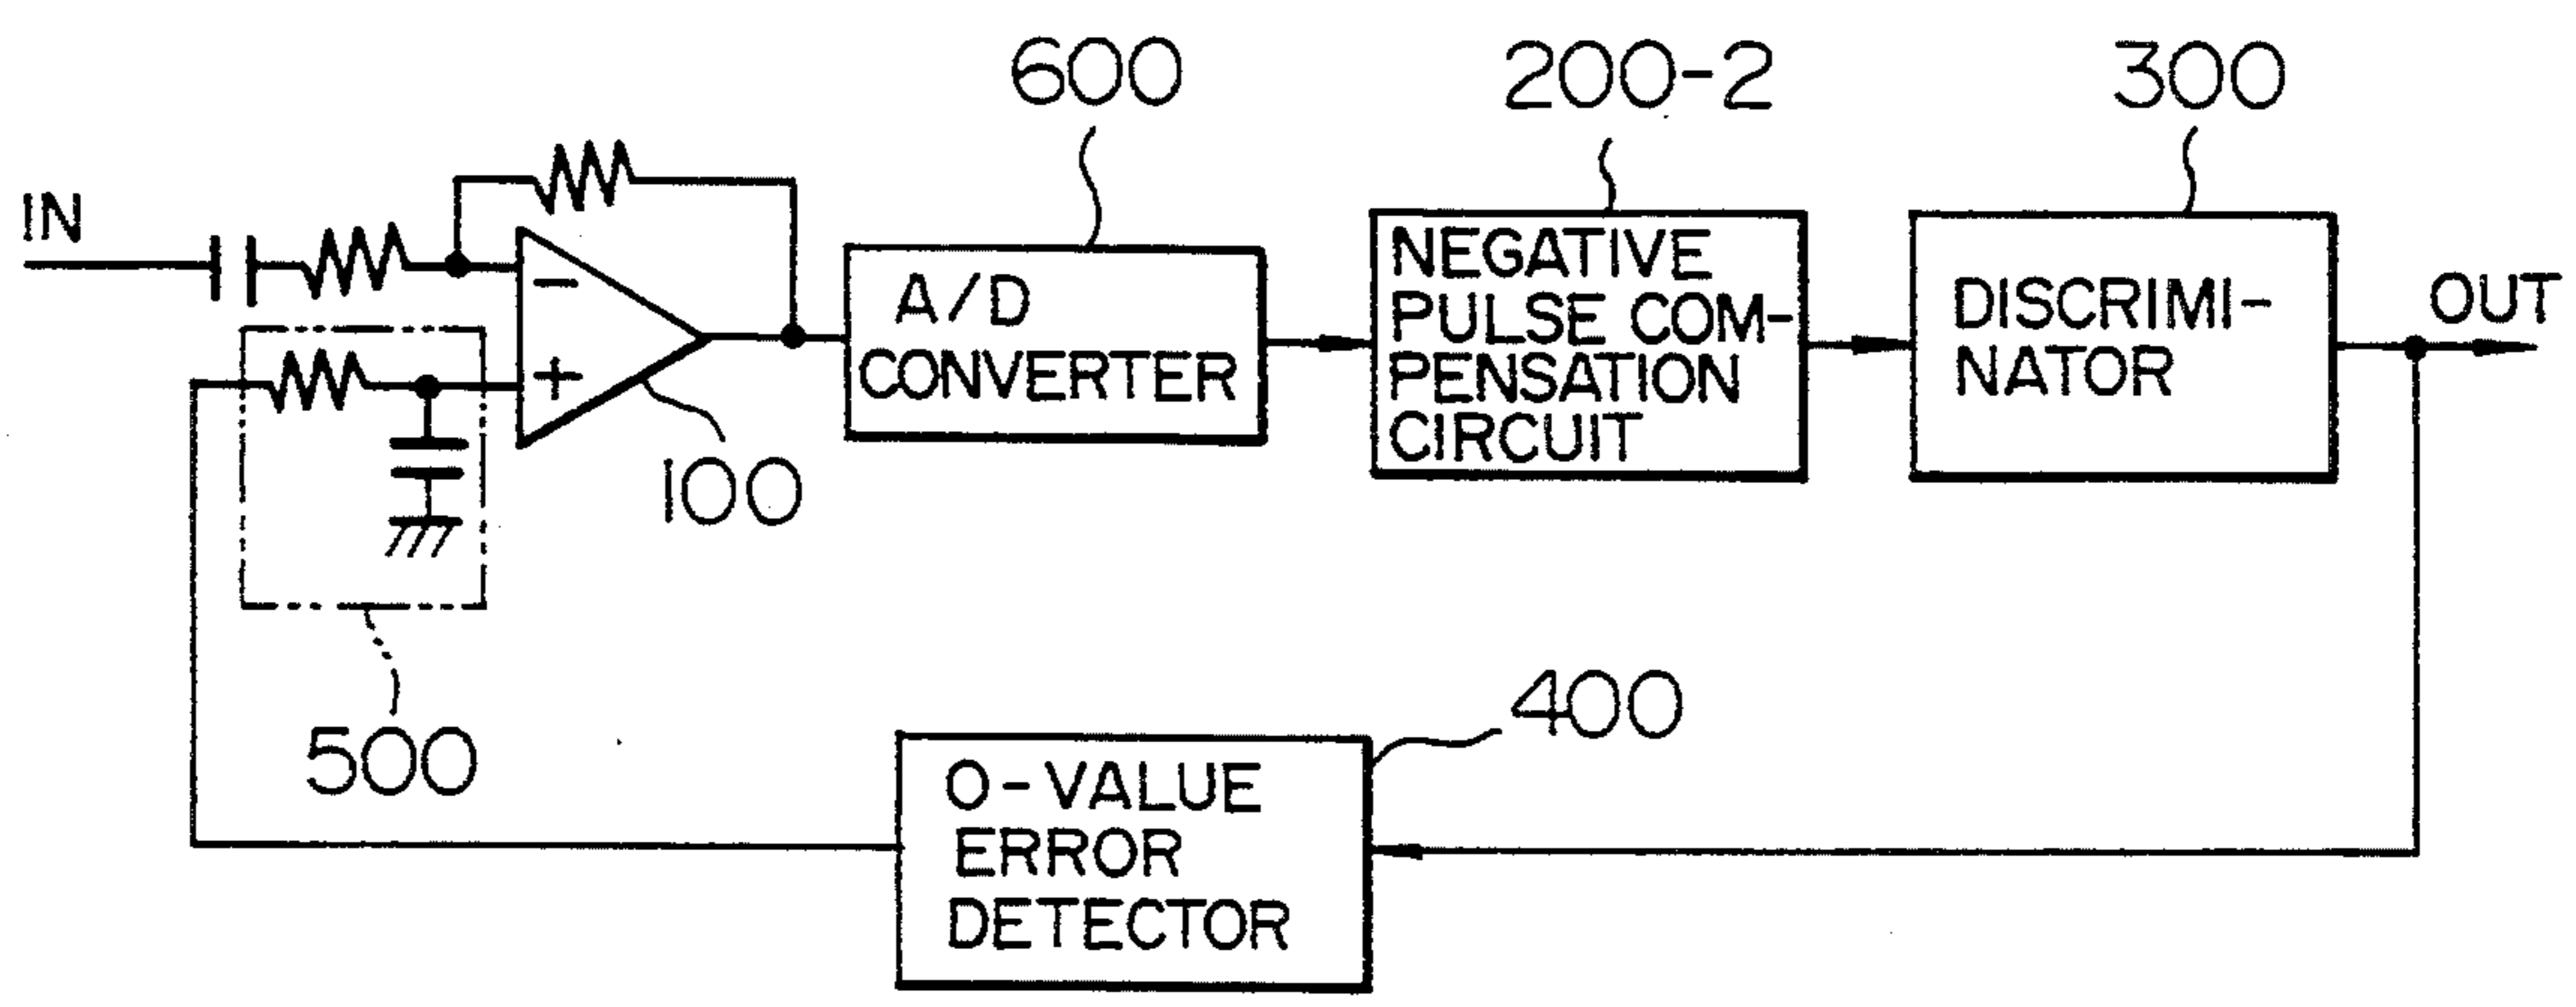 600
200-2
300
IN
−
+
100
A/D
CONVERTER
NEGATIVE
PULSE COM-
PENSATION
CIRCUIT
DISCRIMI-
NATOR
OUT
500
400
0-VALUE
ERROR
DETECTOR